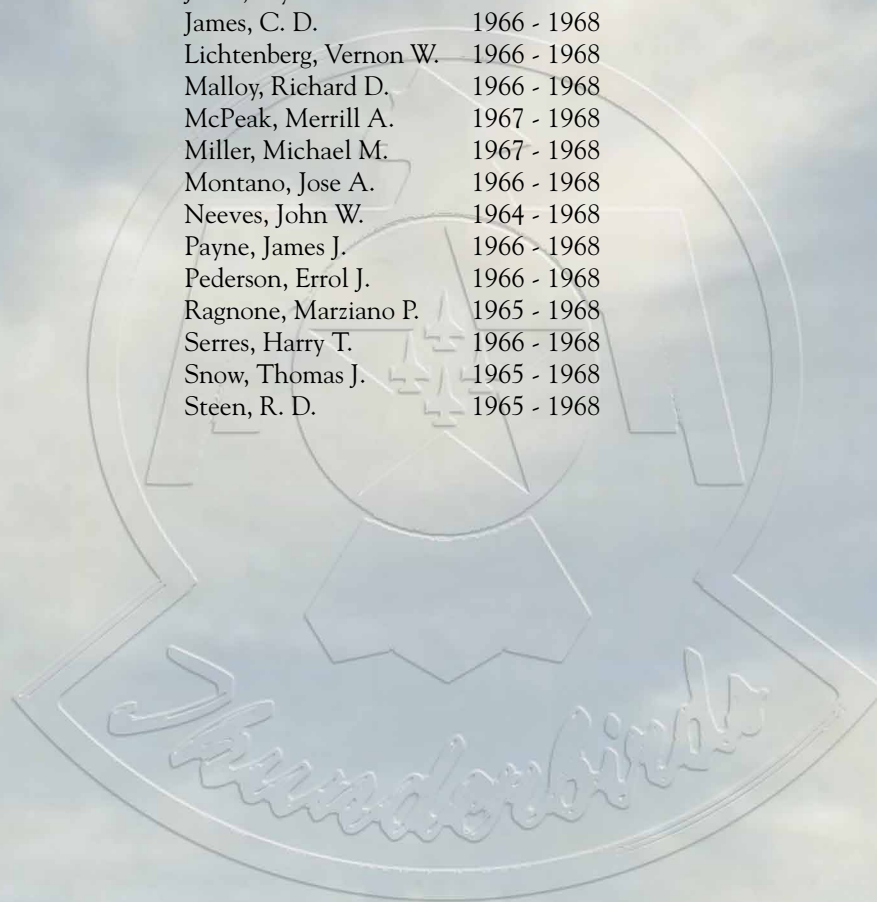 James, C. D. 1966 - 1968
Lichtenberg, Vernon W. 1966 - 1968
Malloy, Richard D. 1966 - 1968
McPeak, Merrill A. 1967 - 1968
Miller, Michael M. 1967 - 1968
Montano, Jose A. 1966 - 1968
Neeves, John W. 1964 - 1968
Payne, James J. 1966 - 1968
Pederson, Errol J. 1966 - 1968
Ragnone, Marziano P. 1965 - 1968
Serres, Harry T. 1966 - 1968
Snow, Thomas J. 1965 - 1968
Steen, R. D. 1965 - 1968
Thunderbirds